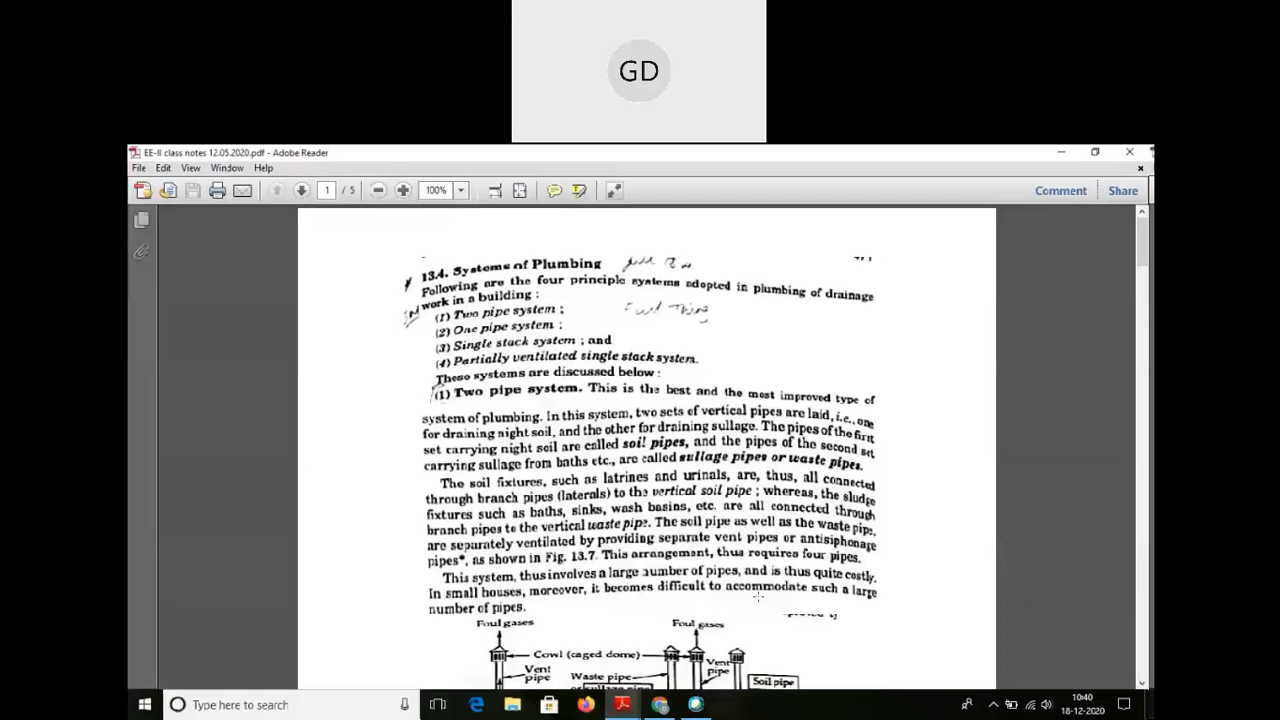 GD
EE-II class notes 12.05.2020.pdf - Adobe Reader
File Edit View Window Help
1 / 5 100% Comment Share
13.4. Systems of Plumbing
Following are the four principle systems adopted in plumbing of drainage
work in a building :
(1) Two pipe system ;
(2) One pipe system ;
(3) Single stack system ; and
(4) Partially ventilated single stack system.
These systems are discussed below :
(1) Two pipe system. This is the best and the most improved type of
system of plumbing. In this system, two sets of vertical pipes are laid, i.e., one
for draining night soil, and the other for draining sullage. The pipes of the first
set carrying night soil are called soil pipes, and the pipes of the second set
carrying sullage from baths etc., are called sullage pipes or waste pipes.
The soil fixtures, such as latrines and urinals, are, thus, all connected
through branch pipes (laterals) to the vertical soil pipe ; whereas, the sludge
fixtures such as baths, sinks, wash basins, etc. are all connected through
branch pipes to the vertical waste pipe. The soil pipe as well as the waste pipe,
are separately ventilated by providing separate vent pipes or antisiphonage
pipes*, as shown in Fig. 13.7. This arrangement, thus requires four pipes.
This system, thus involves a large number of pipes, and is thus quite costly.
In small houses, moreover, it becomes difficult to accommodate such a large
number of pipes.
Foul gases Foul gases
Cowl (caged dome)
Vent pipe
Waste pipe
or sullage pipe
Vent pipe
Soil pipe
Type here to search
10:40
18-12-2020